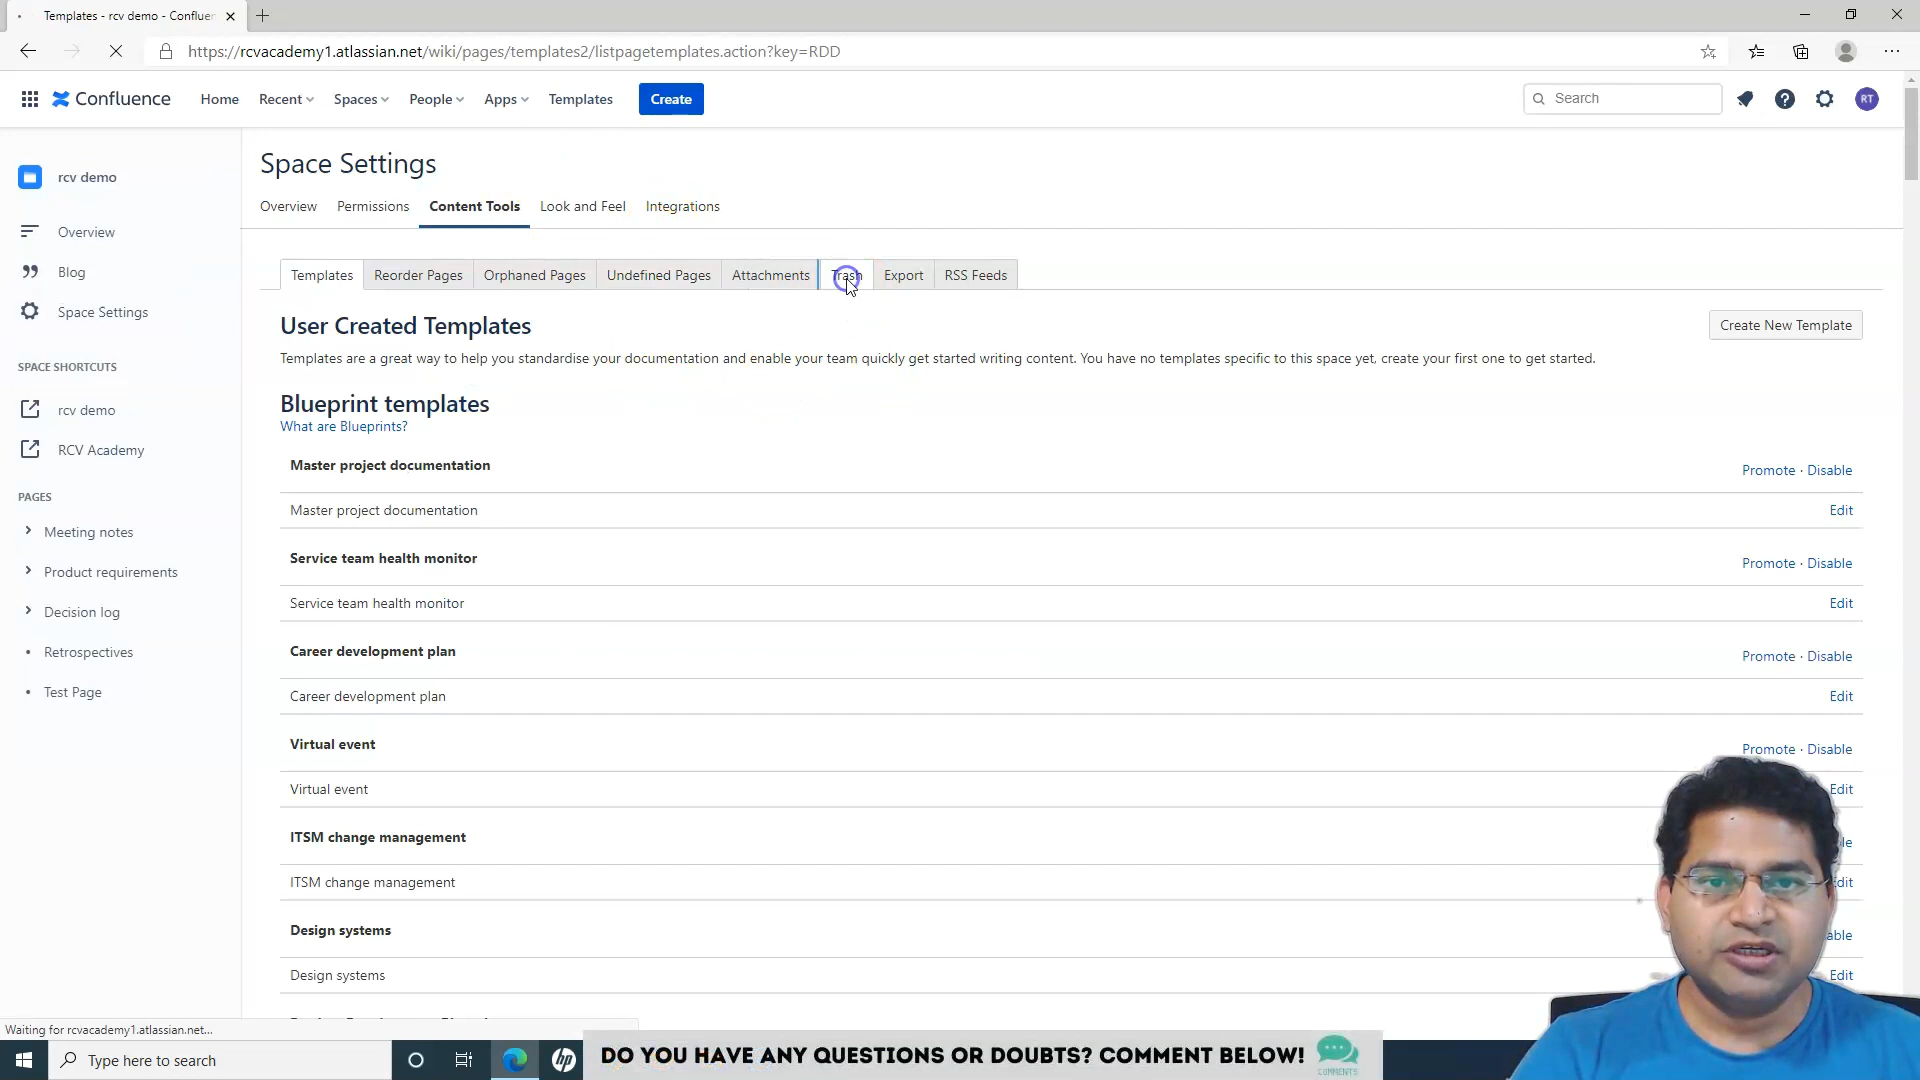 Templates - rcv demo - Confluen
https://rcvacademy1.atlassian.net/wiki/pages/templates2/listpagetemplates.action?key=RDD
Confluence
Home
Recent
Spaces
People
Apps
Templates
Create
Search
RT
rcv demo
Overview
Blog
Space Settings
SPACE SHORTCUTS
rcv demo
RCV Academy
PAGES
Meeting notes
Product requirements
Decision log
Retrospectives
Test Page
Space Settings
Overview
Permissions
Content Tools
Look and Feel
Integrations
Templates
Reorder Pages
Orphaned Pages
Undefined Pages
Attachments
Trash
Export
RSS Feeds
User Created Templates
Create New Template
Templates are a great way to help you standardise your documentation and enable your team quickly get started writing content. You have no templates specific to this space yet, create your first one to get started.
Blueprint templates
What are Blueprints?
Master project documentation
Promote · Disable
Master project documentation
Edit
Service team health monitor
Promote · Disable
Service team health monitor
Edit
Career development plan
Promote · Disable
Career development plan
Edit
Virtual event
Promote · Disable
Virtual event
Edit
ITSM change management
ITSM change management
Edit
Design systems
Design systems
Edit
Waiting for rcvacademy1.atlassian.net...
Type here to search
hp
DO YOU HAVE ANY QUESTIONS OR DOUBTS? COMMENT BELOW!
COMMENTS